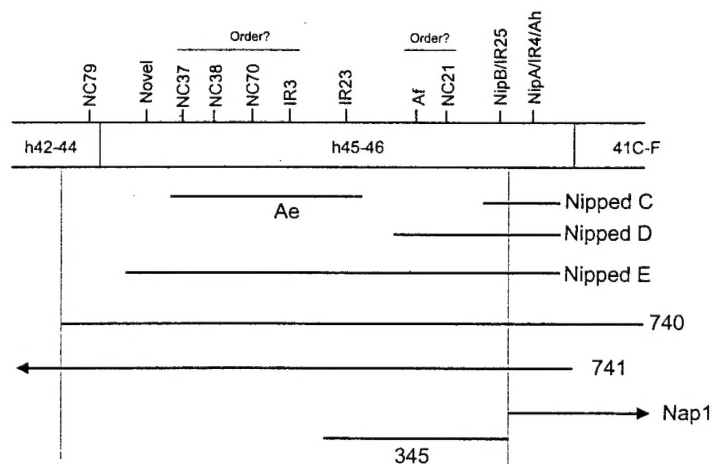 Order?
Order?
NC79
Novel
NC37
NC38
NC70
IR3
IR23
Af
NC21
NipB/IR25
NipA/IR4/Ah
h42-44
h45-46
41C-F
Ae
Nipped C
Nipped D
Nipped E
740
741
Nap1
345